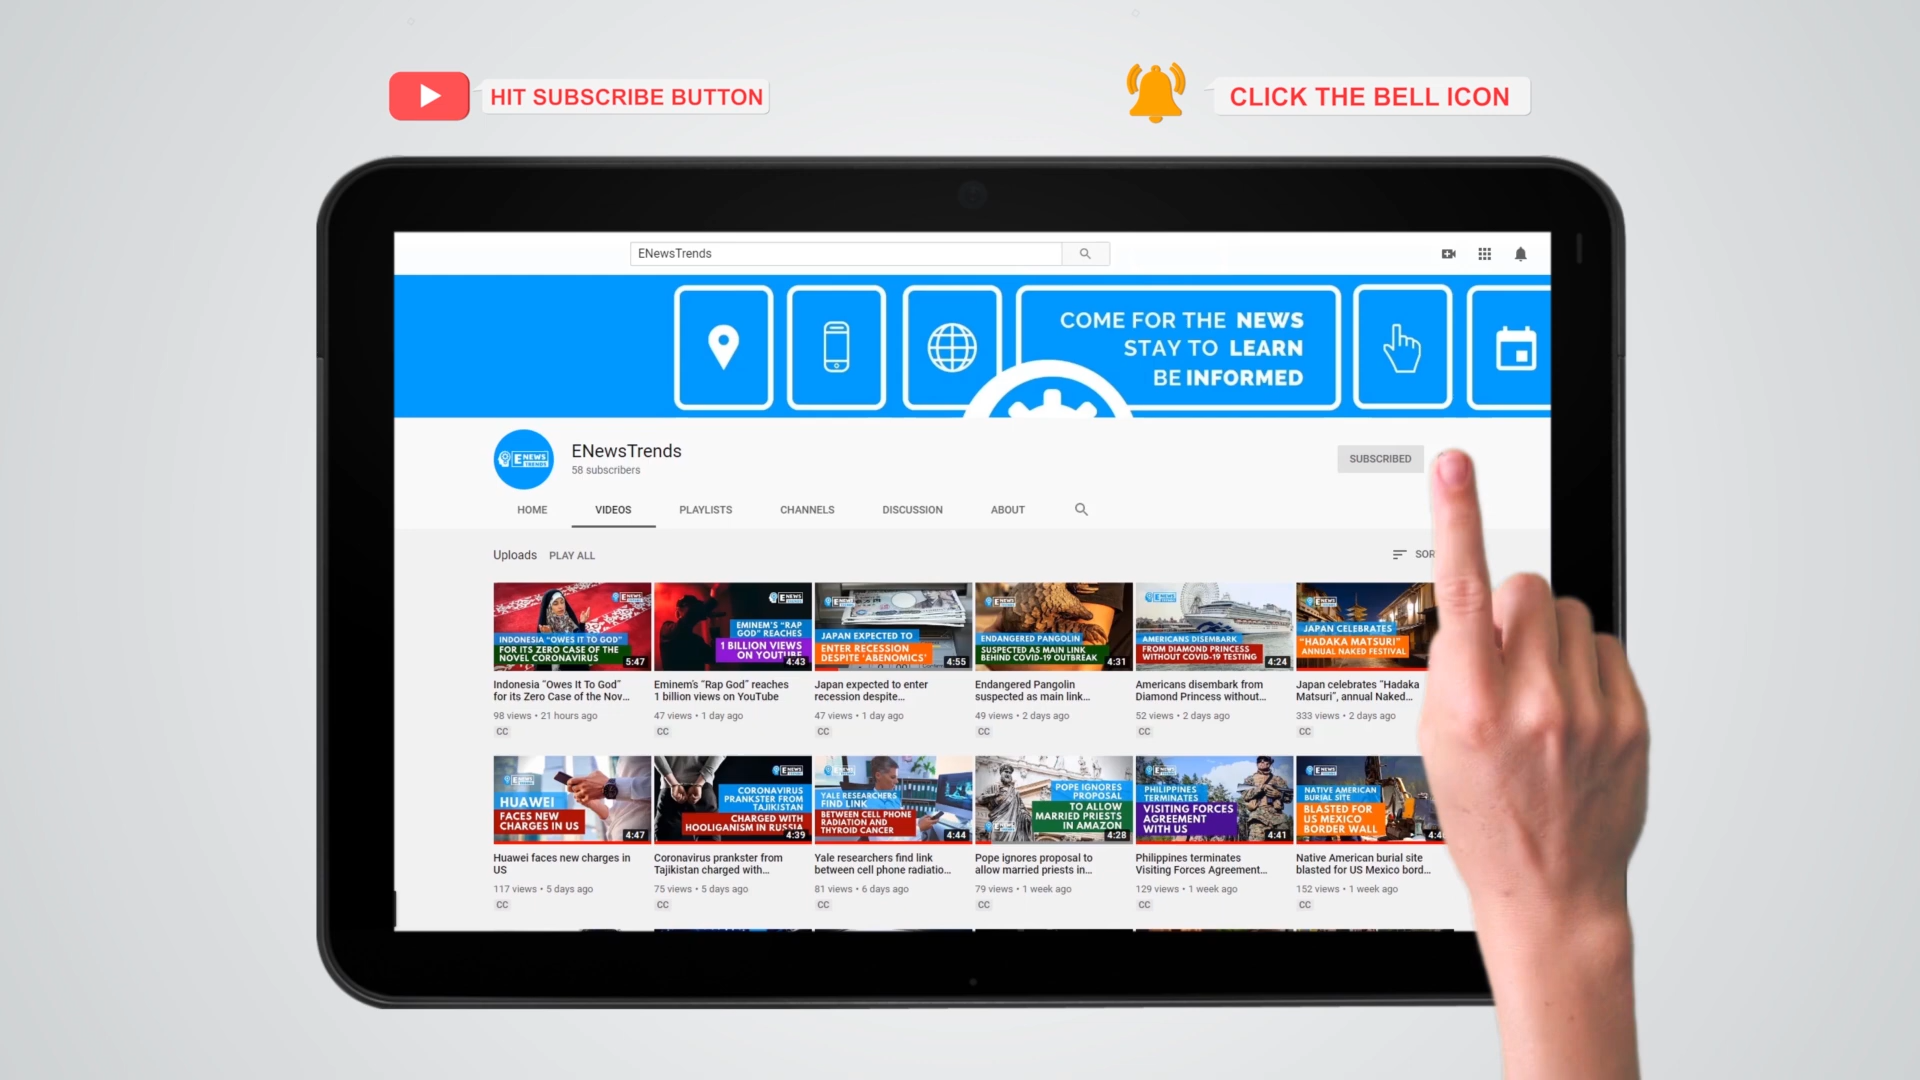 HIT SUBSCRIBE BUTTON
CLICK THE BELL ICON
ENewsTrends
COME FOR THE NEWS
STAY TO LEARN
BE INFORMED
E NEWS
TRENDS
ENewsTrends
58 subscribers
SUBSCRIBED
HOME VIDEOS PLAYLISTS CHANNELS DISCUSSION ABOUT
Uploads PLAY ALL
SOR
INDONESIA "OWES IT TO GOD"
FOR ITS ZERO CASE OF THE
NOVEL CORONAVIRUS
5:47
EMINEM'S "RAP
GOD" REACHES
1 BILLION VIEWS
ON YOUTUBE
4:43
JAPAN EXPECTED TO
ENTER RECESSION
DESPITE 'ABENOMICS'
4:55
ENDANGERED PANGOLIN
SUSPECTED AS MAIN LINK
BEHIND COVID-19 OUTBREAK
4:31
AMERICANS DISEMBARK
FROM DIAMOND PRINCESS
WITHOUT COVID-19 TESTING
4:24
JAPAN CELEBRATES
"HADAKA MATSURI"
ANNUAL NAKED FESTIVAL
Indonesia "Owes It To God"
for its Zero Case of the Nov...
98 views • 21 hours ago
CC
Eminem's "Rap God" reaches
1 billion views on YouTube
47 views • 1 day ago
CC
Japan expected to enter
recession despite...
47 views • 1 day ago
CC
Endangered Pangolin
suspected as main link...
49 views • 2 days ago
CC
Americans disembark from
Diamond Princess without...
52 views • 2 days ago
CC
Japan celebrates "Hadaka
Matsuri", annual Naked...
333 views • 2 days ago
CC
HUAWEI
FACES NEW
CHARGES IN US
4:47
CORONAVIRUS
PRANKSTER FROM
TAJIKISTAN
CHARGED WITH
HOOLIGANISM IN RUSSIA
4:39
YALE RESEARCHERS
FIND LINK
BETWEEN CELL PHONE
RADIATION AND
THYROID CANCER
4:44
POPE IGNORES
PROPOSAL
TO ALLOW
MARRIED PRIESTS
IN AMAZON
4:28
PHILIPPINES
TERMINATES
VISITING FORCES
AGREEMENT
WITH US
4:41
NATIVE AMERICAN
BURIAL SITE
BLASTED FOR
US MEXICO
BORDER WALL
Huawei faces new charges in
US
117 views • 5 days ago
CC
Coronavirus prankster from
Tajikistan charged with...
75 views • 5 days ago
CC
Yale researchers find link
between cell phone radiatio...
81 views • 6 days ago
CC
Pope ignores proposal to
allow married priests in...
79 views • 1 week ago
CC
Philippines terminates
Visiting Forces Agreement...
129 views • 1 week ago
CC
Native American burial site
blasted for US Mexico bord...
152 views • 1 week ago
CC